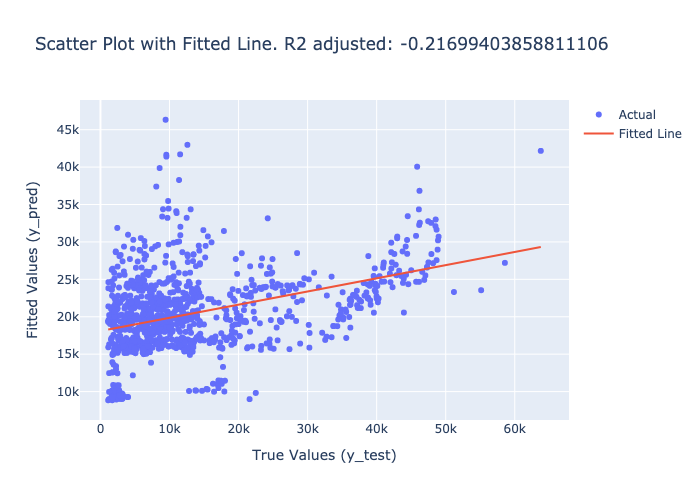 Scatter Plot with Fitted Line. R2 adjusted: -0.21699403858811106
Actual
Fitted Line
45k
40k
35k
30k
25k
20k
15k
10k
Fitted Values (y_pred)
0
10k
20k
30k
40k
50k
60k
True Values (y_test)